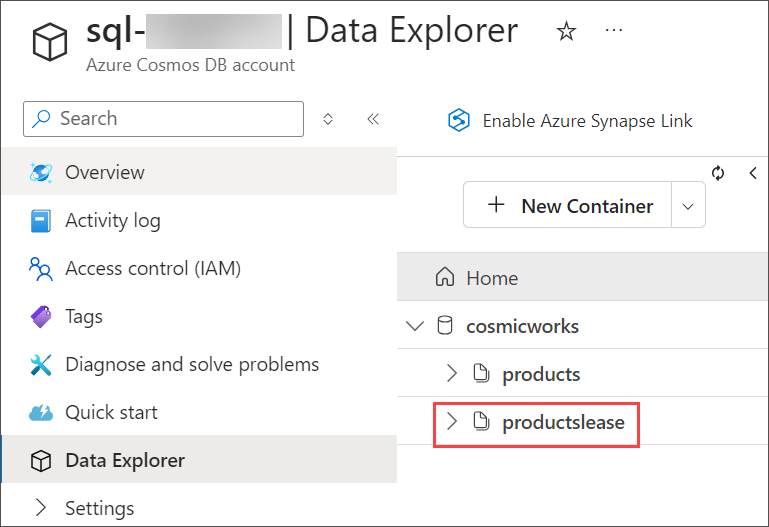 sql- | Data Explorer
Azure Cosmos DB account
Search
Enable Azure Synapse Link
Overview
Activity log
Access control (IAM)
Tags
Diagnose and solve problems
Quick start
Data Explorer
Settings
New Container
Home
cosmicworks
products
productslease